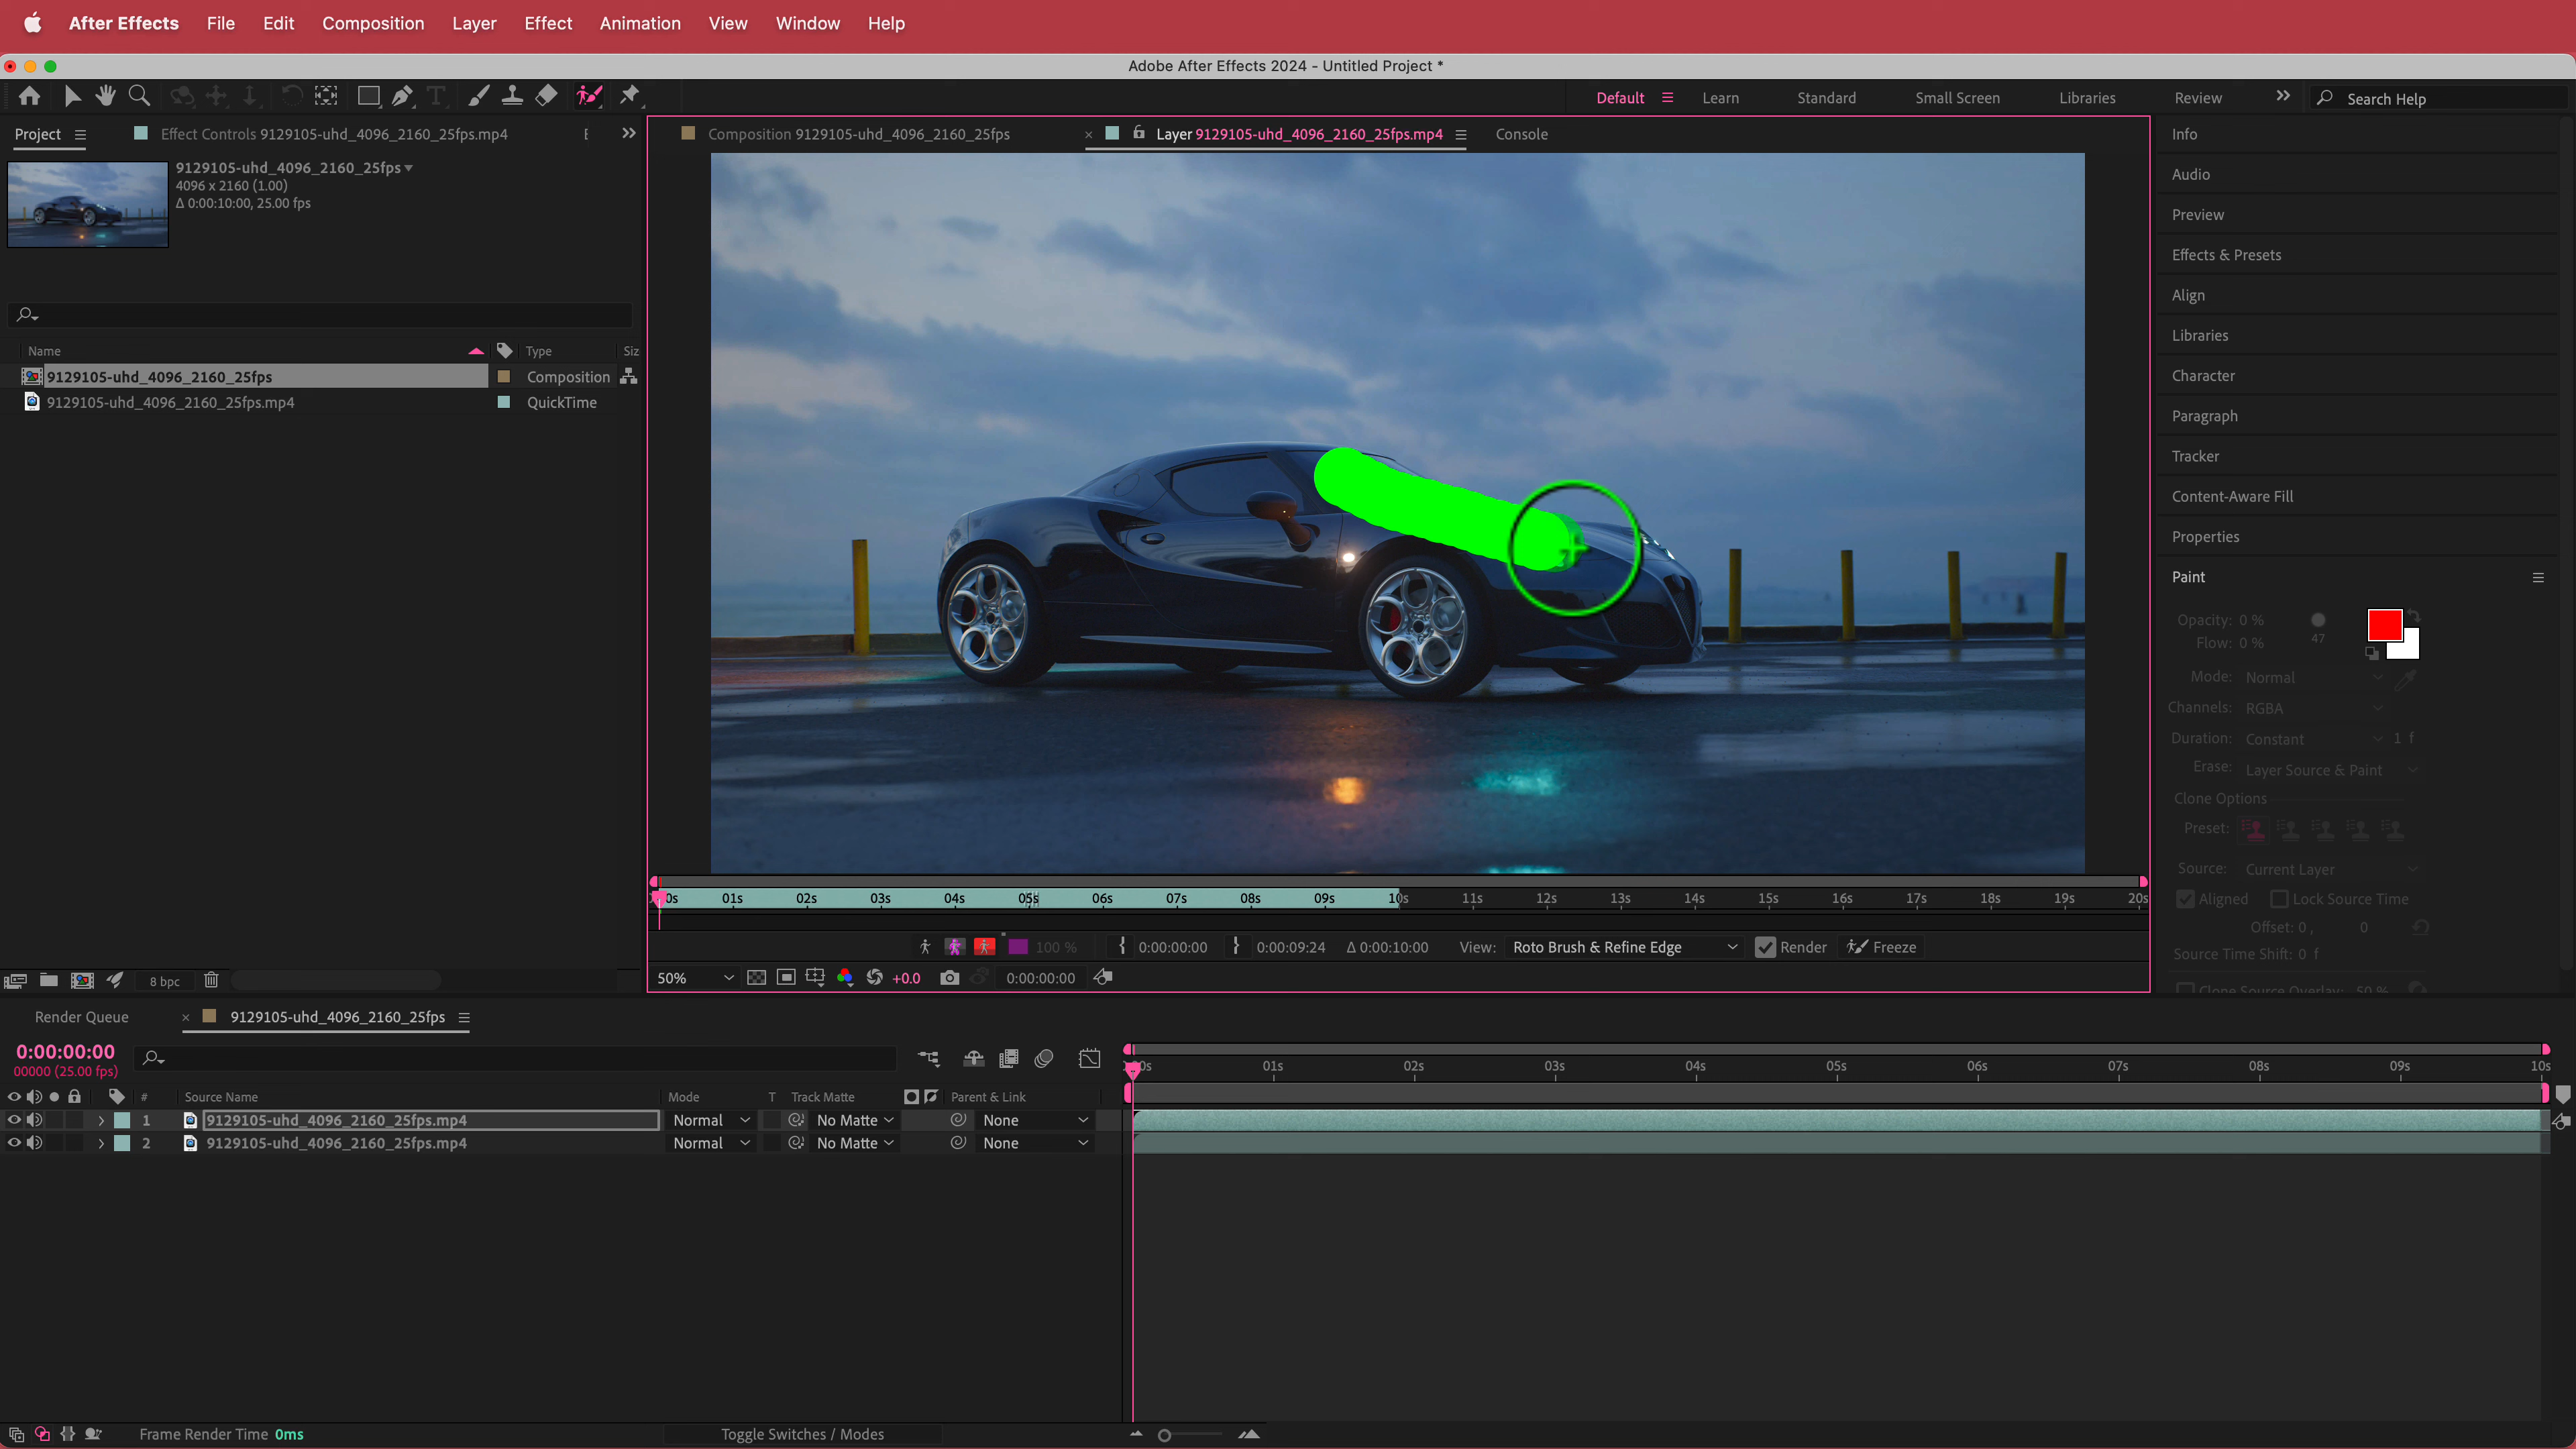 After Effects File Edit Composition Layer Effect Animation View Window Help
Adobe After Effects 2024 - Untitled Project *
Default Learn Standard Small Screen Libraries Review Search Help
Project Effect Controls 9129105-uhd_4096_2160_25fps.mp4
Composition 9129105-uhd_4096_2160_25fps
Layer 9129105-uhd_4096_2160_25fps.mp4
Console
9129105-uhd_4096_2160_25fps
4096 x 2160 (1.00)
Δ 0:00:10:00, 25.00 fps
Name Type Siz
9129105-uhd_4096_2160_25fps Composition
9129105-uhd_4096_2160_25fps.mp4 QuickTime
8 bpc
01s 02s 03s 04s 05s 06s 07s 08s 09s 10s 11s 12s 13s 14s 15s 16s 17s 18s 19s 20s
100 % 0:00:00:00 0:00:09:24 Δ 0:00:10:00 View: Roto Brush & Refine Edge Render Freeze
50% +0.0 0:00:00:00
Info
Audio
Preview
Effects & Presets
Align
Libraries
Character
Paragraph
Tracker
Content-Aware Fill
Properties
Paint
Opacity: 0 %
Flow: 0 %
47
Mode: Normal
Channels: RGBA
Duration: Constant 1 f
Erase: Layer Source & Paint
Clone Options
Preset:
Source: Current Layer
Aligned Lock Source Time
Offset: 0 , 0
Source Time Shift: 0 f
Clone Source Overlay: 50 %
Render Queue 9129105-uhd_4096_2160_25fps
0:00:00:00
00000 (25.00 fps)
01s 02s 03s 04s 05s 06s 07s 08s 09s 10s
# Source Name Mode T Track Matte Parent & Link
1 9129105-uhd_4096_2160_25fps.mp4 Normal No Matte None
2 9129105-uhd_4096_2160_25fps.mp4 Normal No Matte None
Frame Render Time 0ms Toggle Switches / Modes